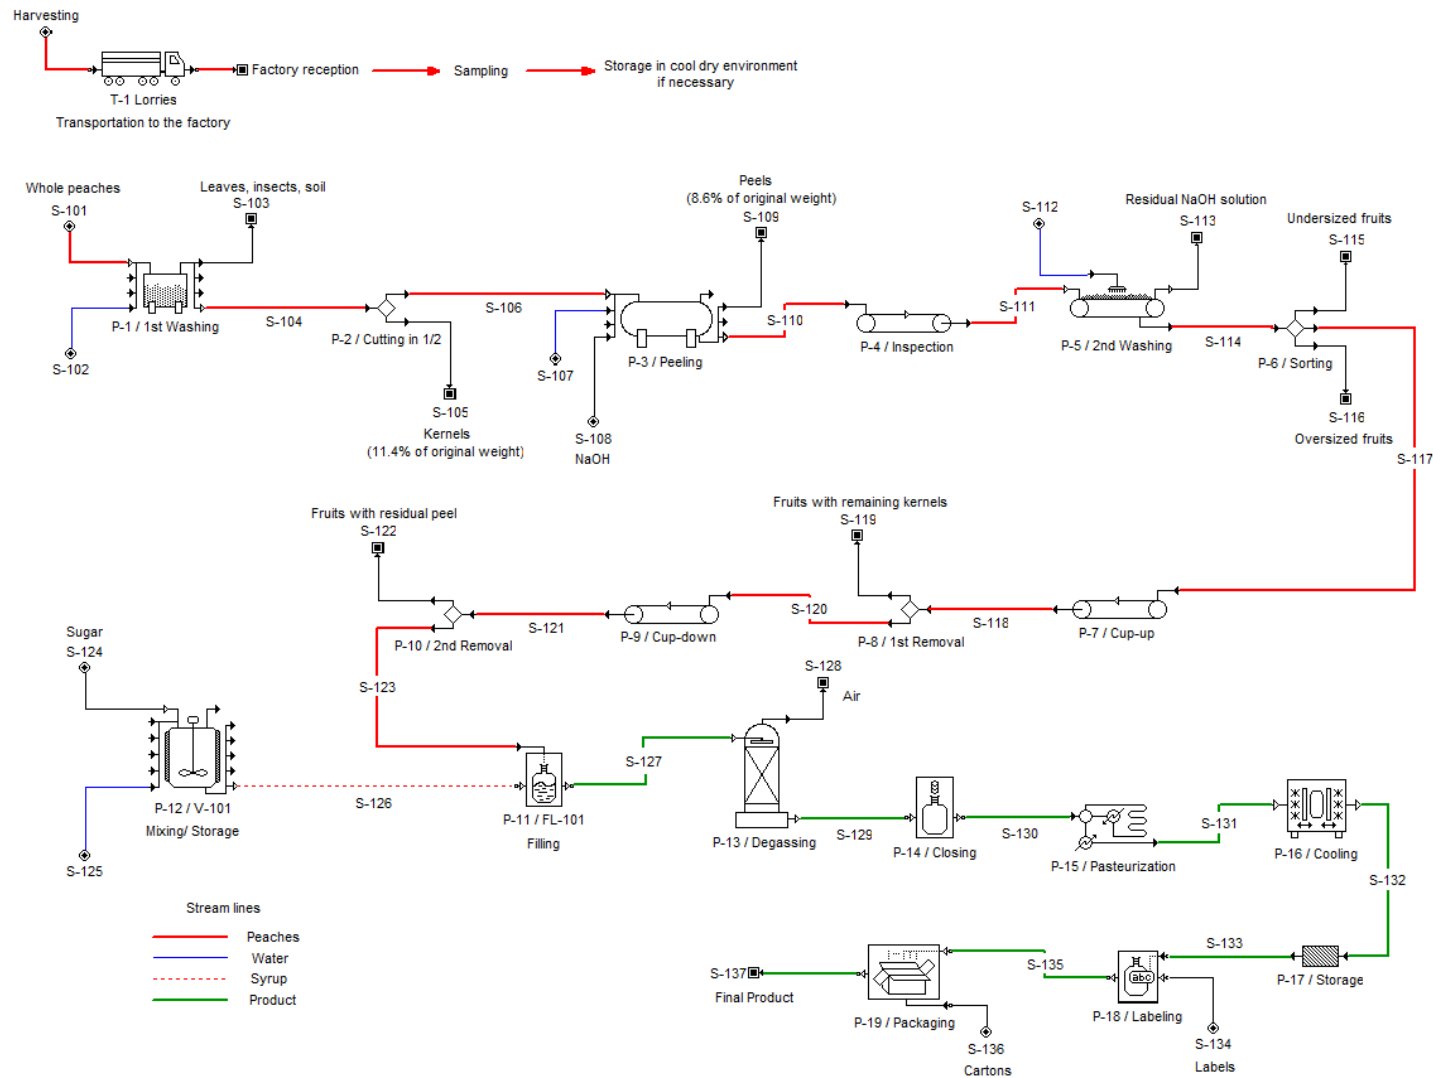 Harvesting
Factory reception
Sampling
Storage in cool dry environment
if necessary
T-1 Lorries
Transportation to the factory
Whole peaches
S-101
Leaves, insects, soil
S-103
P-1 / 1st Washing
S-102
S-104
P-2 / Cutting in 1/2
S-105
Kernels
(11.4% of original weight)
S-106
S-107
S-108
NaOH
Peels
(8.6% of original weight)
S-109
P-3 / Peeling
S-110
P-4 / Inspection
S-111
S-112
Residual NaOH solution
S-113
P-5 / 2nd Washing
S-114
Undersized fruits
S-115
P-6 / Sorting
S-116
Oversized fruits
S-117
Fruits with residual peel
S-122
Fruits with remaining kernels
S-119
P-10 / 2nd Removal
S-121
P-9 / Cup-down
S-120
P-8 / 1st Removal
S-118
P-7 / Cup-up
S-123
Sugar
S-124
P-12 / V-101
Mixing/ Storage
S-125
S-126
P-11 / FL-101
Filling
S-127
S-128
Air
P-13 / Degassing
S-129
P-14 / Closing
S-130
P-15 / Pasteurization
S-131
P-16 / Cooling
S-132
Stream lines
Peaches
Water
Syrup
Product
S-137
Final Product
P-19 / Packaging
S-136
Cartons
S-135
P-18 / Labeling
S-133
S-134
Labels
P-17 / Storage
abc